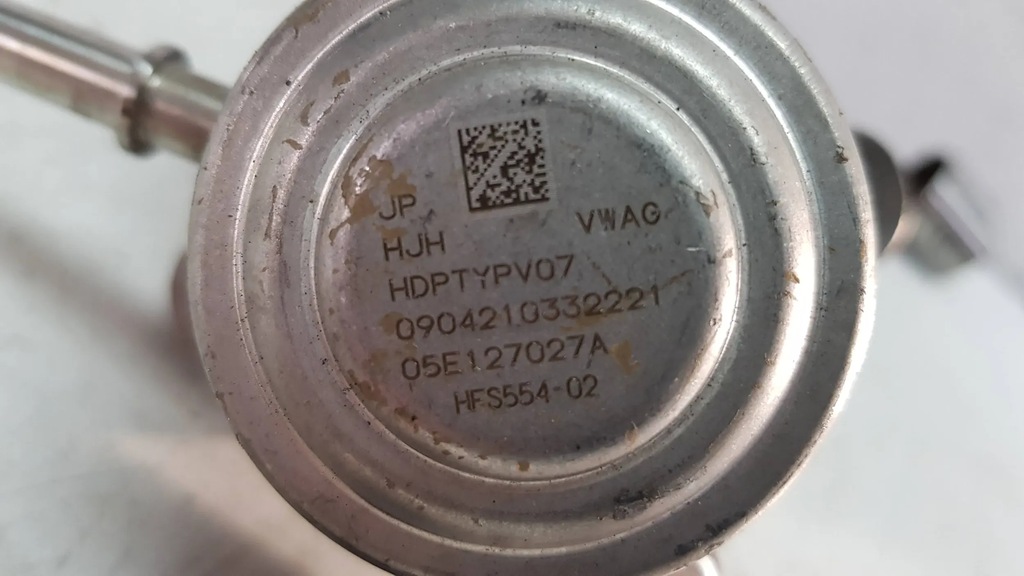 JP
VWAG
HJH
HDPTYPV07
0904210332221
05E127027A
HFS554-02